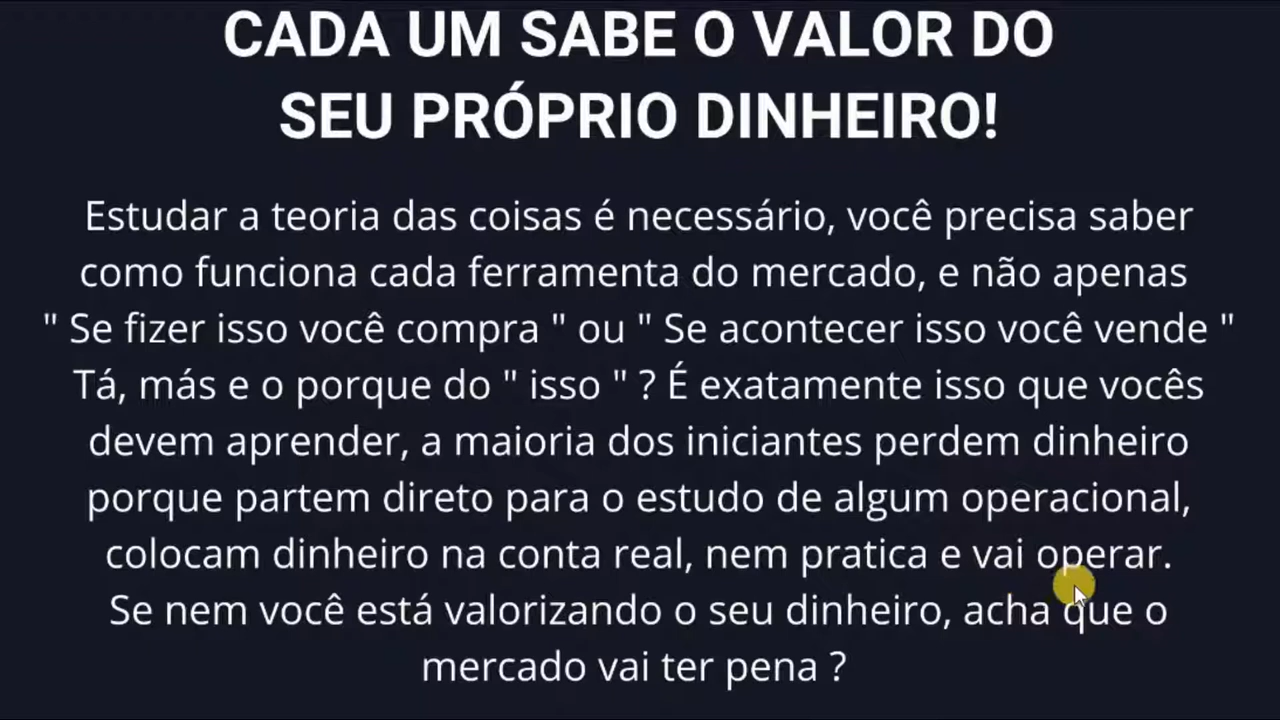 CADA UM SABE O VALOR DO
SEU PRÓPRIO DINHEIRO!
Estudar a teoria das coisas é necessário, você precisa saber
como funciona cada ferramenta do mercado, e não apenas
" Se fizer isso você compra " ou " Se acontecer isso você vende "
Tá, más e o porque do " isso " ? É exatamente isso que vocês
devem aprender, a maioria dos iniciantes perdem dinheiro
porque partem direto para o estudo de algum operacional,
colocam dinheiro na conta real, nem pratica e vai operar.
Se nem você está valorizando o seu dinheiro, acha que o
mercado vai ter pena ?